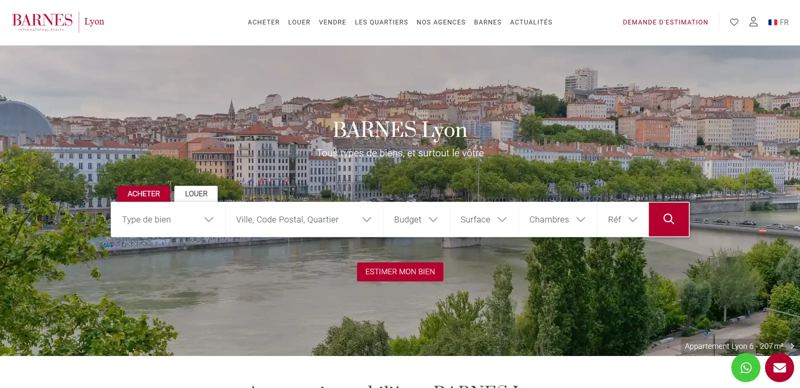 BARNES Lyon
INTERNATIONAL REALTY
ACHETER LOUER VENDRE LES QUARTIERS NOS AGENCES BARNES ACTUALITÉS
DEMANDE D'ESTIMATION
FR
BARNES Lyon
Tous types de biens, et surtout le vôtre
ACHETER LOUER
Type de bien Ville, Code Postal, Quartier Budget Surface Chambres Réf
ESTIMER MON BIEN
Appartement Lyon 6 - 207 m²